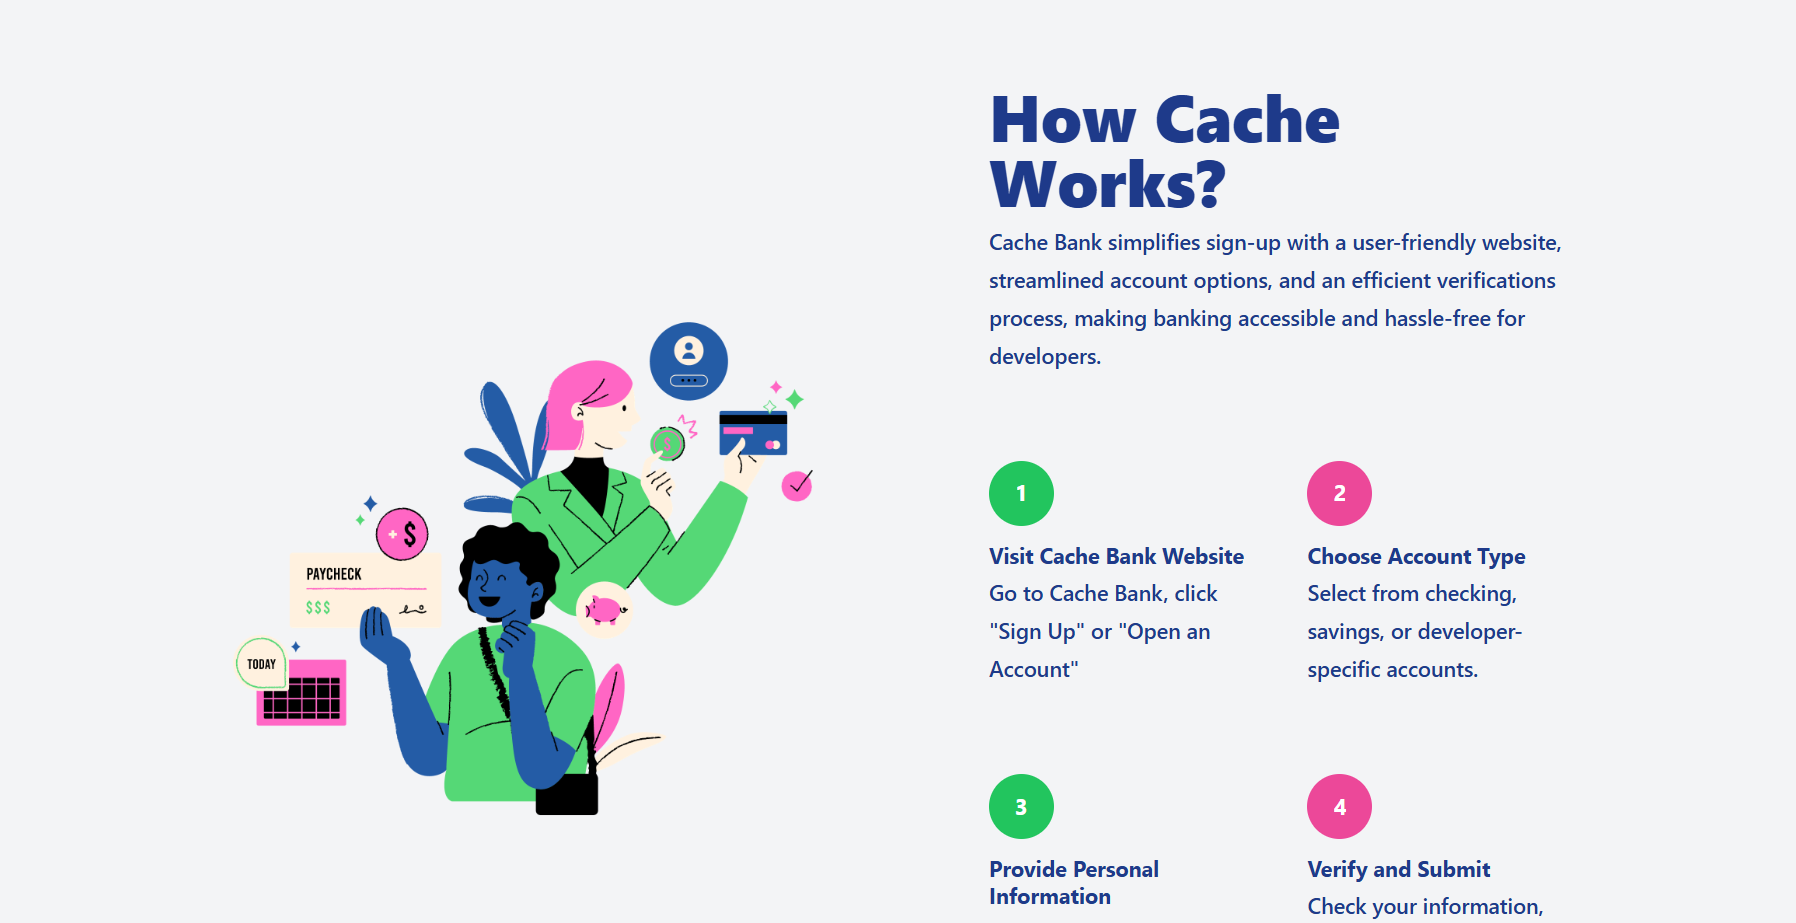 How Cache
Works?
Cache Bank simplifies sign-up with a user-friendly website,
streamlined account options, and an efficient verifications
process, making banking accessible and hassle-free for
developers.
1
Visit Cache Bank Website
Go to Cache Bank, click
"Sign Up" or "Open an
Account"
2
Choose Account Type
Select from checking,
savings, or developer-
specific accounts.
3
Provide Personal
Information
4
Verify and Submit
Check your information,
$
+ $
PAYCHECK
$$$
TODAY